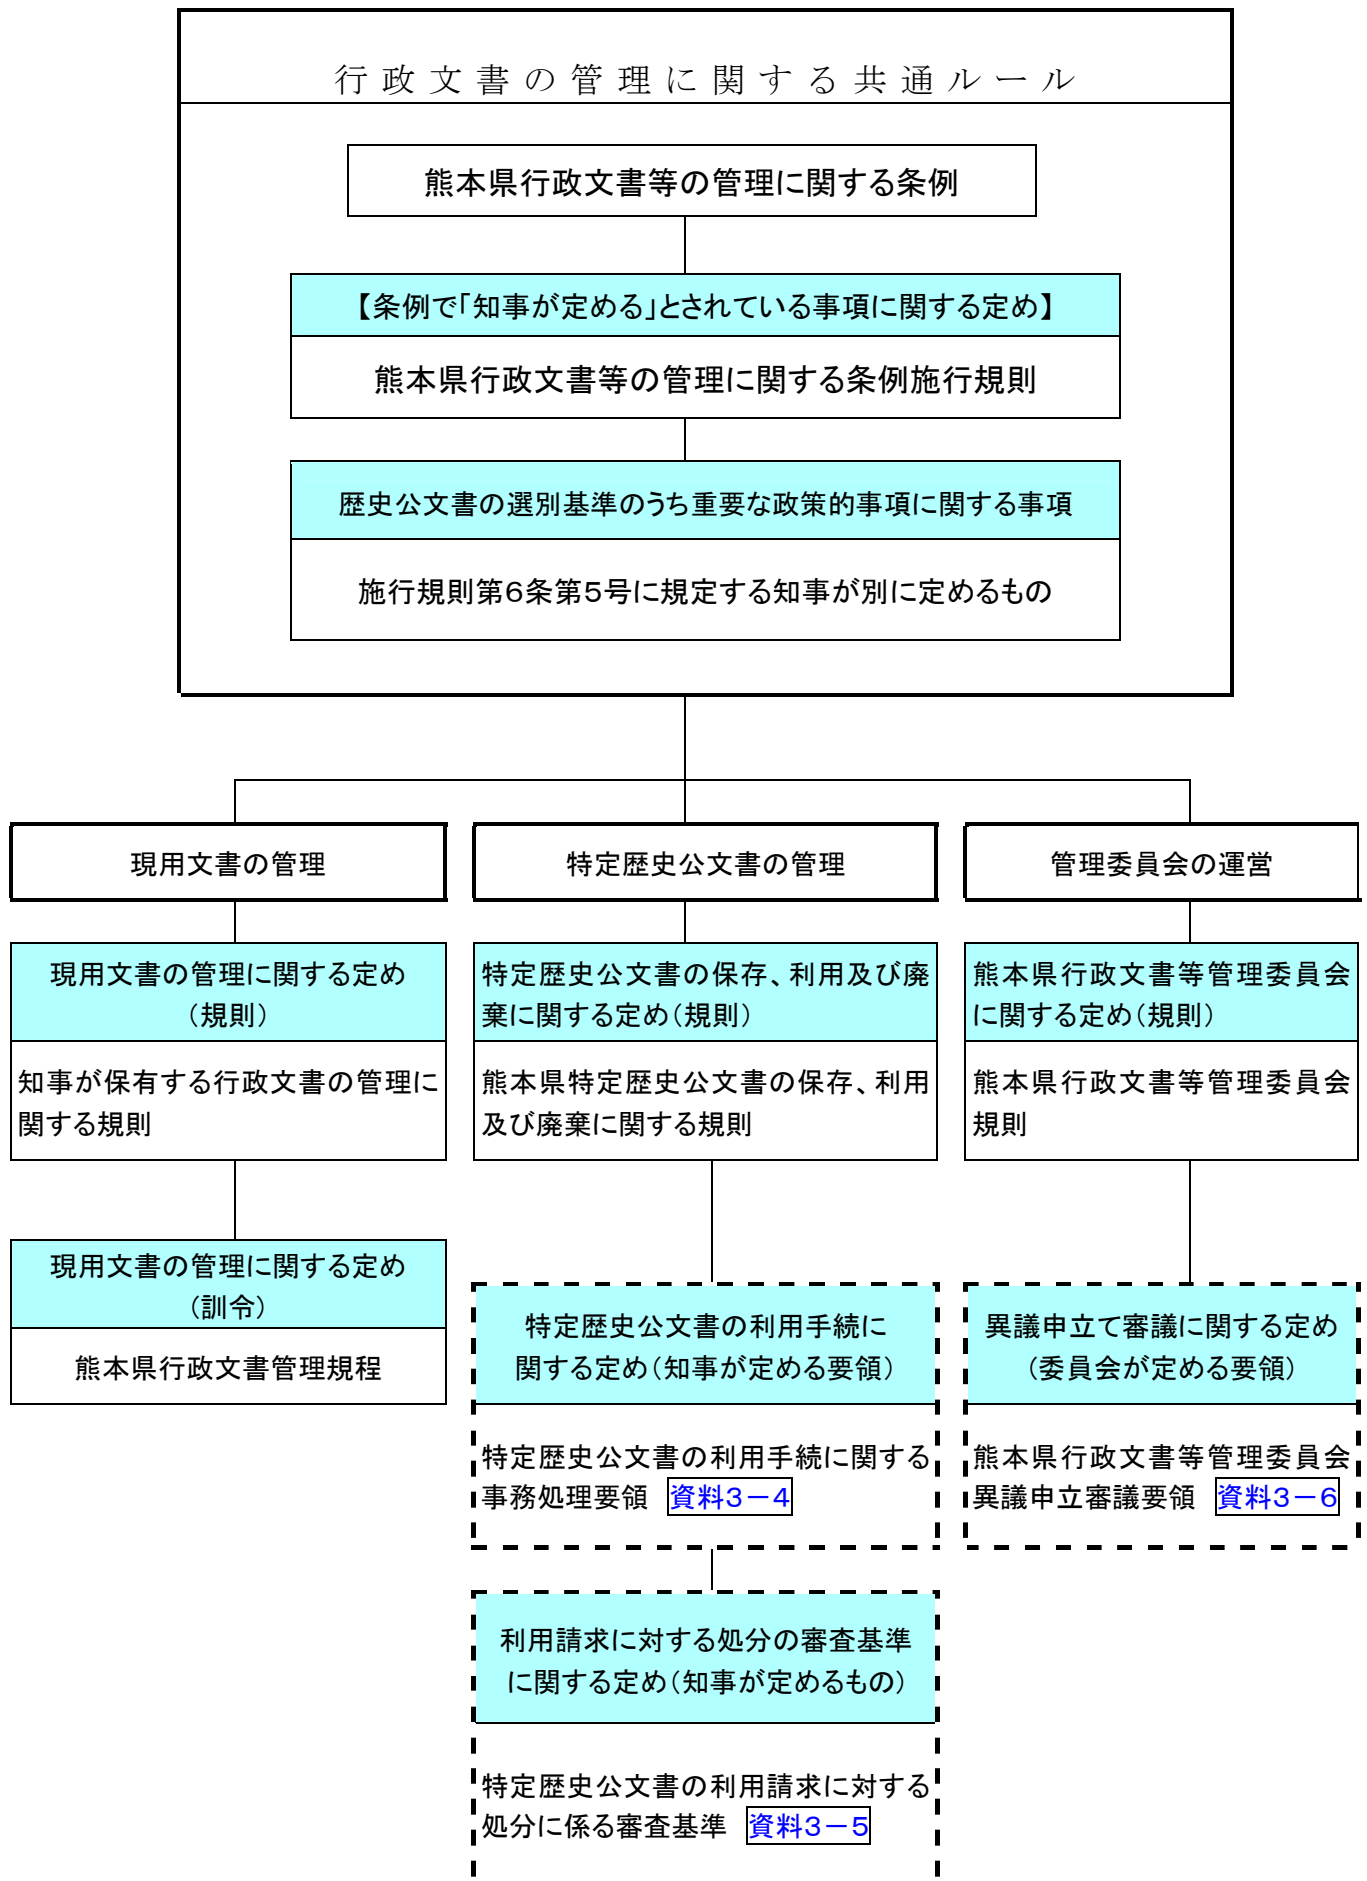 行政文書の管理に関する共通ルール
熊本県行政文書等の管理に関する条例
【条例で「知事が定める」とされている事項に関する定め】
熊本県行政文書等の管理に関する条例施行規則
歴史公文書の選別基準のうち重要な政策的事項に関する事項
施行規則第6条第5号に規定する知事が別に定めるもの
現用文書の管理
現用文書の管理に関する定め
（規則）
知事が保有する行政文書の管理に
関する規則
現用文書の管理に関する定め
（訓令）
熊本県行政文書管理規程
特定歴史公文書の管理
特定歴史公文書の保存、利用及び廃
棄に関する定め（規則）
熊本県特定歴史公文書の保存、利用
及び廃棄に関する規則
特定歴史公文書の利用手続に
関する定め（知事が定める要領）
特定歴史公文書の利用手続に関する
事務処理要領 資料3－4
利用請求に対する処分の審査基準
に関する定め（知事が定めるもの）
特定歴史公文書の利用請求に対する
処分に係る審査基準 資料3－5
管理委員会の運営
熊本県行政文書等管理委員会
に関する定め（規則）
熊本県行政文書等管理委員会
規則
異議申立て審議に関する定め
（委員会が定める要領）
熊本県行政文書等管理委員会
異議申立審議要領 資料3－6